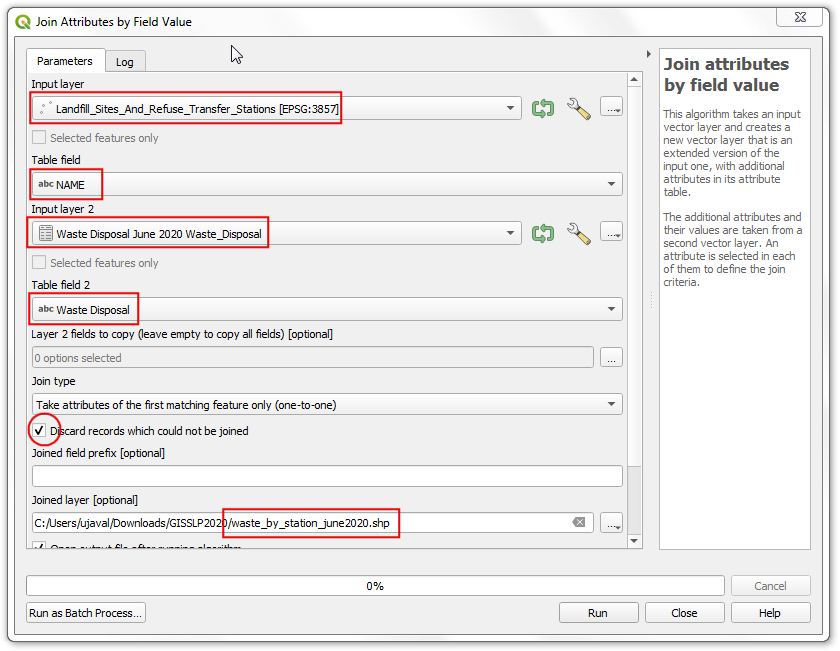 Join Attributes by Field Value
Parameters
Log
Input layer
Landfill_Sites_And_Refuse_Transfer_Stations [EPSG:3857]
...
Selected features only
Table field
abc NAME
Input layer 2
Waste Disposal June 2020 Waste_Disposal
...
Selected features only
Table field 2
abc Waste Disposal
Layer 2 fields to copy (leave empty to copy all fields) [optional]
0 options selected
...
Join type
Take attributes of the first matching feature only (one-to-one)
Discard records which could not be joined
Joined field prefix [optional]
Joined layer [optional]
C:/Users/ujaval/Downloads/GISSLP2020/waste_by_station_june2020.shp
...
Open output file after running algorithm
Join attributes
by field value
This algorithm takes an input
vector layer and creates a
new vector layer that is an
extended version of the
input one, with additional
attributes in its attribute
table.
The additional attributes and
their values are taken from a
second vector layer. An
attribute is selected in each
of them to define the join
criteria.
0%
Cancel
Run as Batch Process...
Run
Close
Help